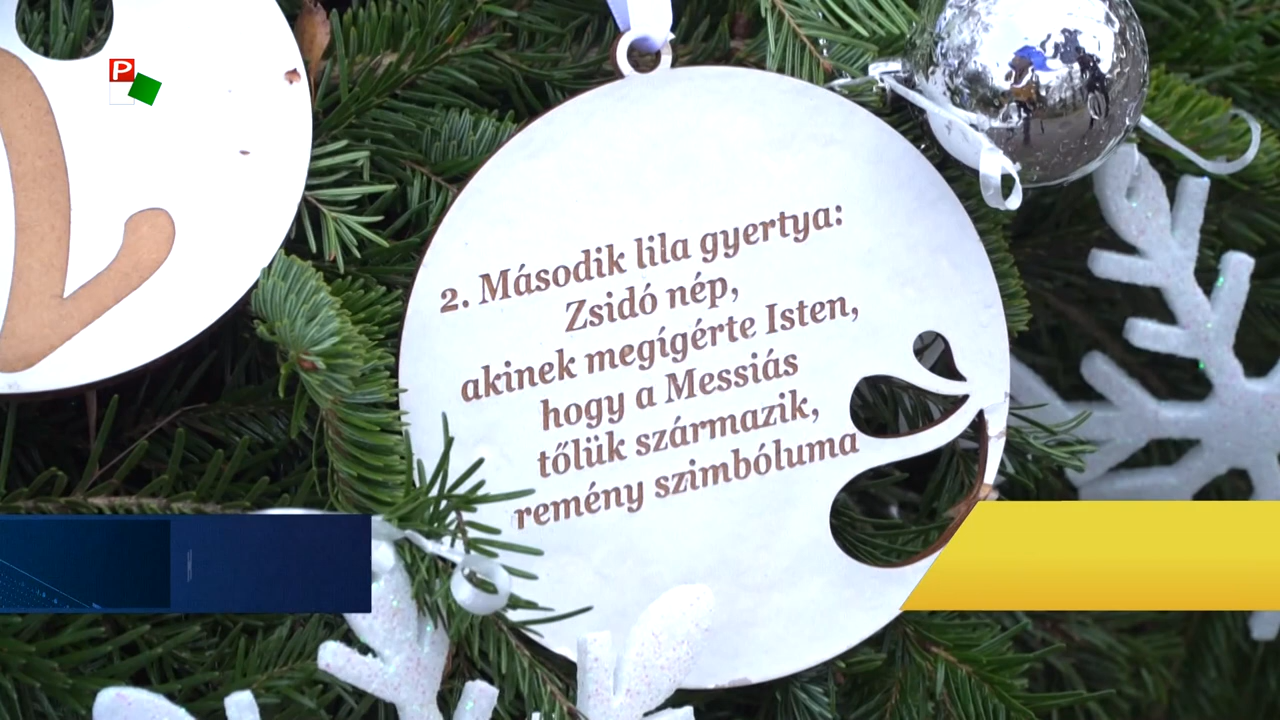 P
2. Második lila gyertya:
Zsidó nép,
akinek megígérte Isten,
hogy a Messiás
tőlük származik,
remény szimbóluma